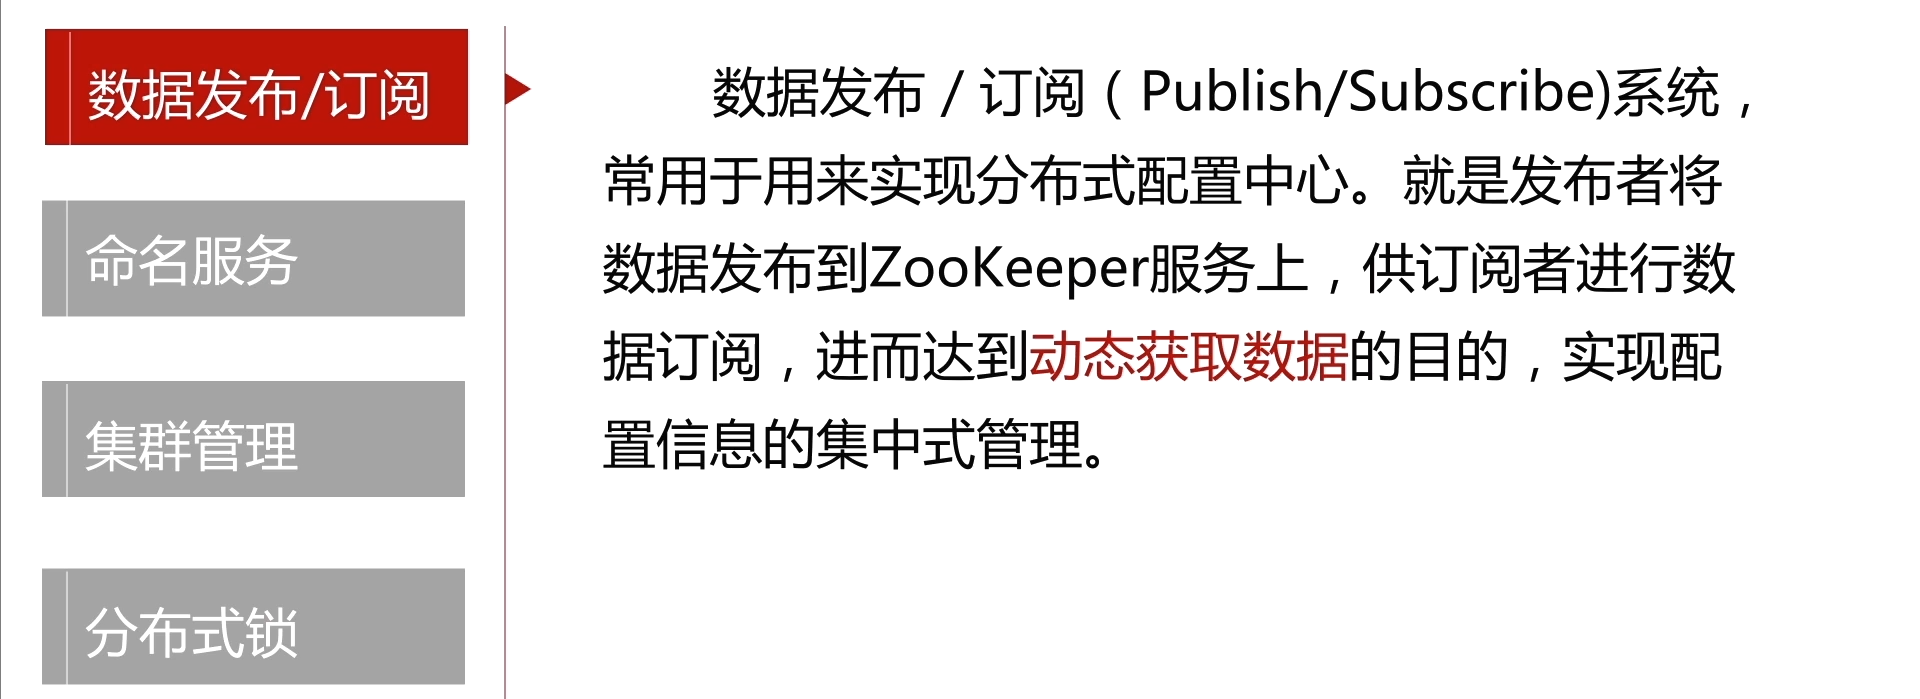 数据发布/订阅
命名服务
集群管理
分布式锁
数据发布 / 订阅（Publish/Subscribe)系统，
常用于用来实现分布式配置中心。就是发布者将
数据发布到ZooKeeper服务上，供订阅者进行数
据订阅，进而达到动态获取数据的目的，实现配
置信息的集中式管理。